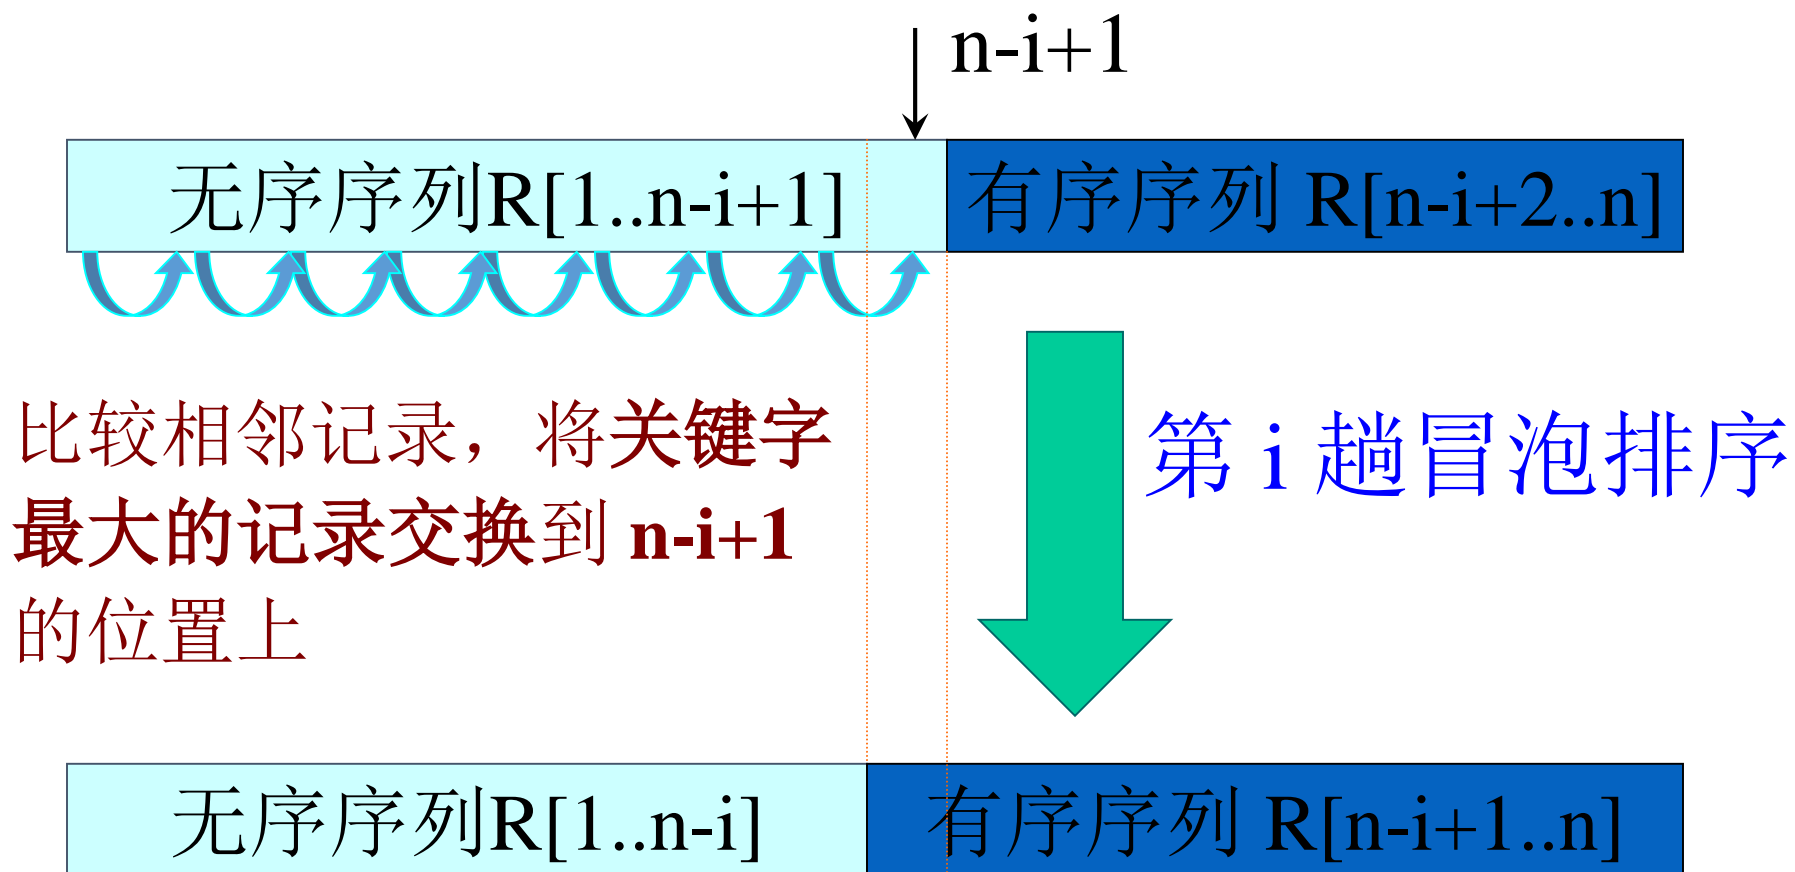 n-i+1
无序序列R[1..n-i+1]
有序序列 R[n-i+2..n]
比较相邻记录，将关键字
最大的记录交换到 n-i+1
的位置上
第 i 趟冒泡排序
无序序列R[1..n-i]
有序序列 R[n-i+1..n]